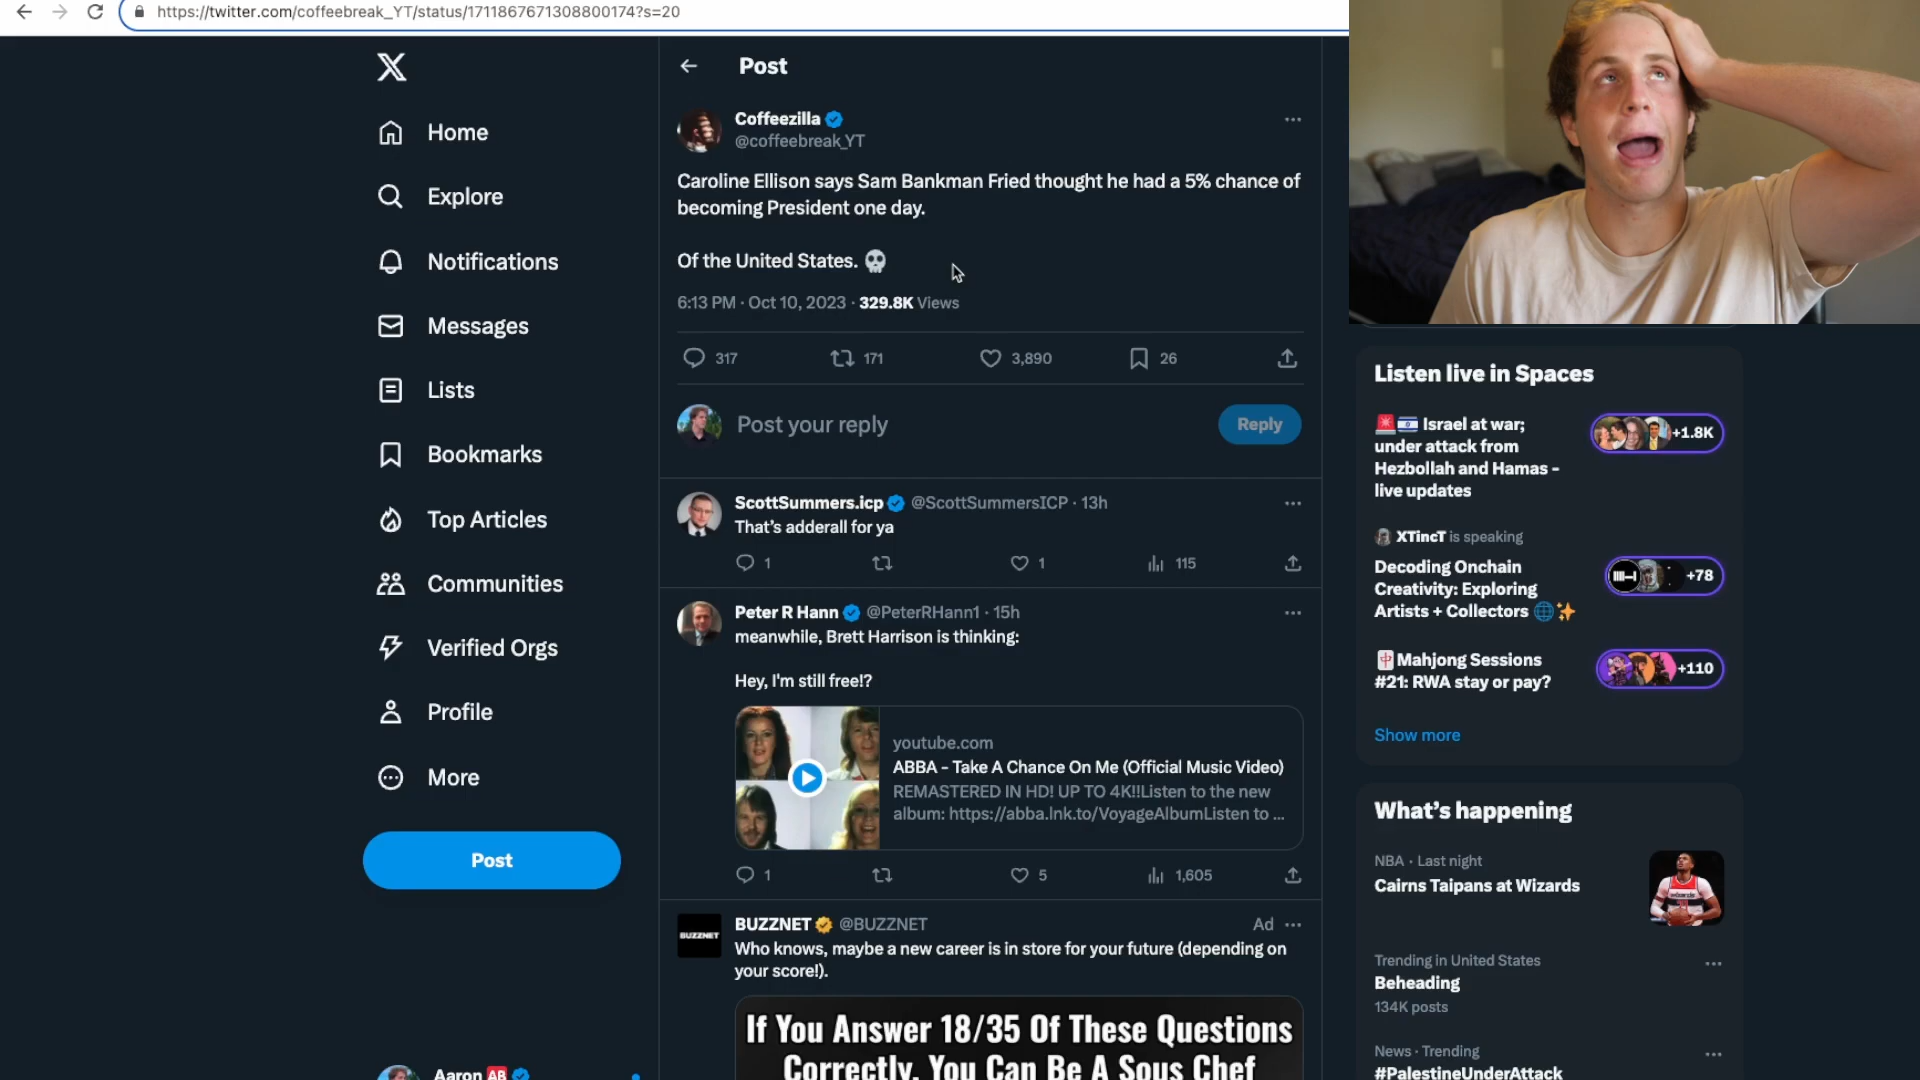 https://twitter.com/coffeebreak_YT/status/1711867671308800174?s=20
X
Home
Explore
Notifications
Messages
Lists
Bookmarks
Top Articles
Communities
Verified Orgs
Profile
More
Post
Aaron AB
Post
Coffeezilla
@coffeebreak_YT
Caroline Ellison says Sam Bankman Fried thought he had a 5% chance of
becoming President one day.
Of the United States. 💀
6:13 PM · Oct 10, 2023 · 329.8K Views
317 171 3,890 26
Post your reply
Reply
ScottSummers.icp @ScottSummersICP · 13h
That's adderall for ya
1 1 115
Peter R Hann @PeterRHann1 · 15h
meanwhile, Brett Harrison is thinking:
Hey, I'm still free!?
youtube.com
ABBA - Take A Chance On Me (Official Music Video)
REMASTERED IN HD! UP TO 4K!!Listen to the new
album: https://abba.lnk.to/VoyageAlbumListen to ...
1 5 1,605
BUZZNET
BUZZNET @BUZZNET Ad
Who knows, maybe a new career is in store for your future (depending on
your score!).
If You Answer 18/35 Of These Questions
Correctly, You Can Be A Sous Chef
Listen live in Spaces
🚨🇮🇱 Israel at war;
under attack from
Hezbollah and Hamas -
live updates
+1.8K
XTincT is speaking
Decoding Onchain
Creativity: Exploring
Artists + Collectors 🌐✨
+78
🀄Mahjong Sessions
#21: RWA stay or pay?
+110
Show more
What's happening
NBA · Last night
Cairns Taipans at Wizards
Trending in United States
Beheading
134K posts
News · Trending
#PalestineUnderAttack